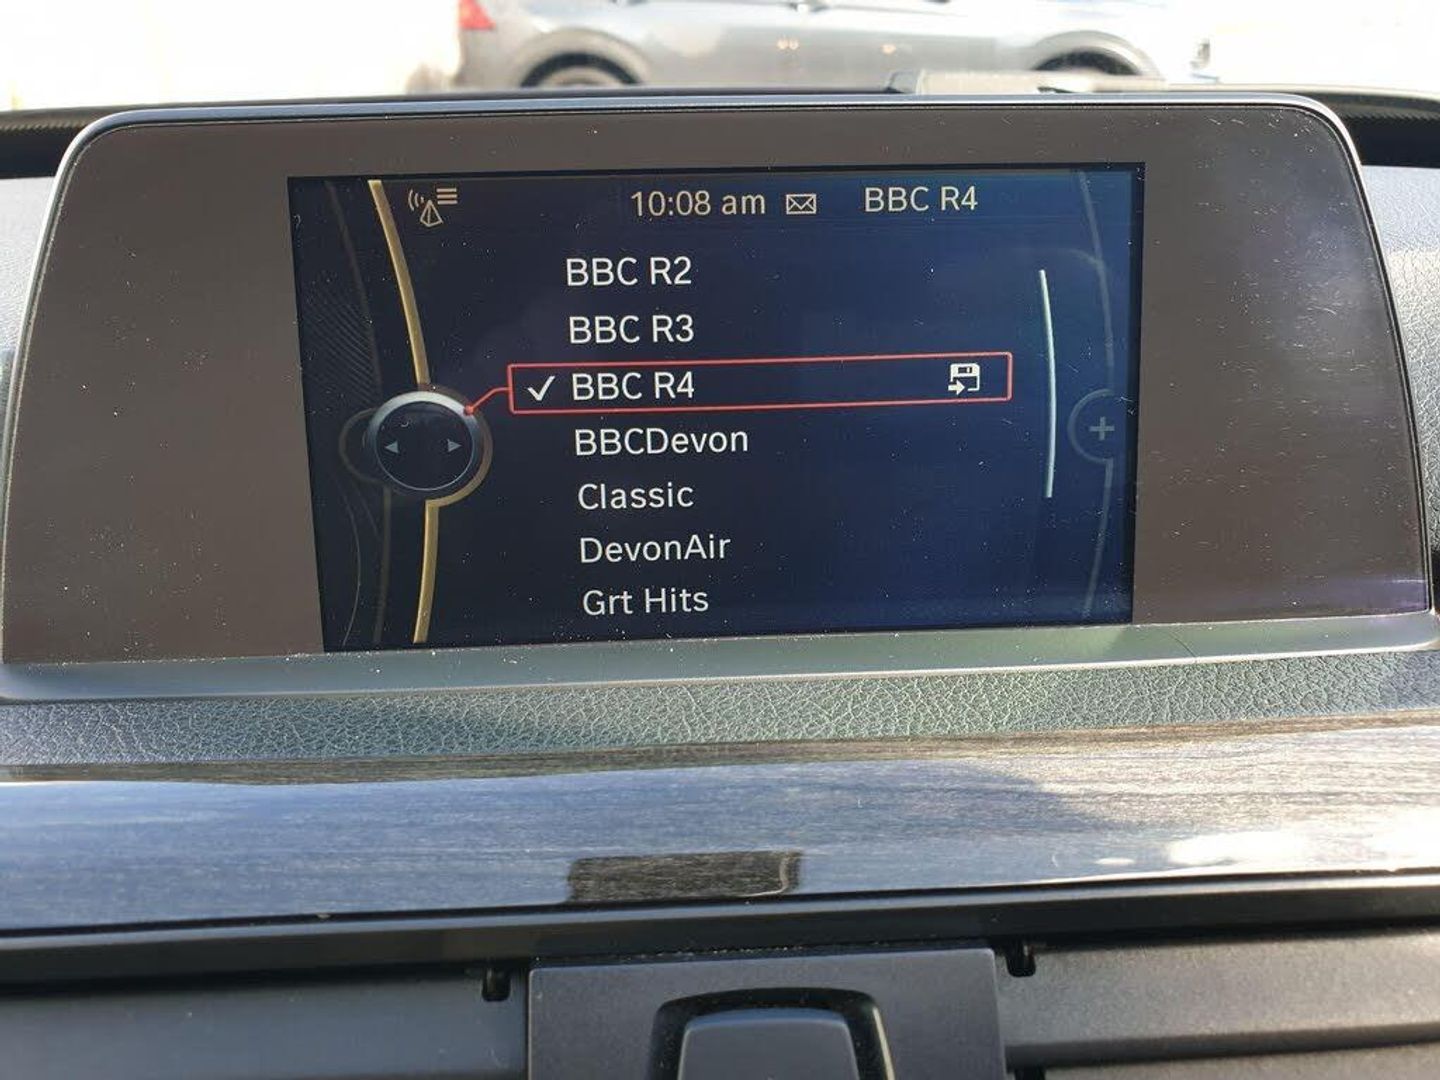 10:08 am BBC R4
BBC R2
BBC R3
BBC R4
BBCDevon
Classic
DevonAir
Grt Hits